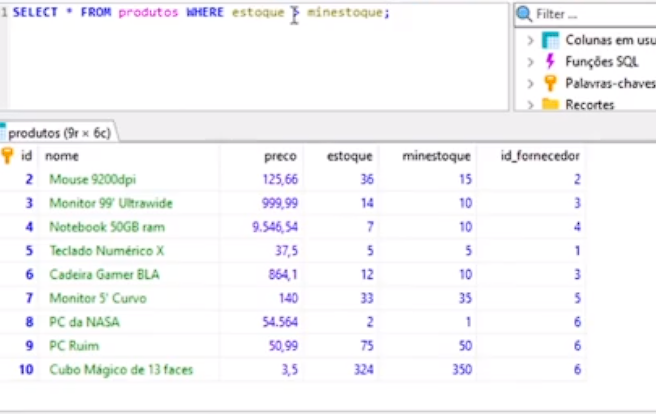 1 SELECT * FROM produtos WHERE estoque > minestoque;
Filter ...
Colunas em usu
Funções SQL
Palavras-chaves
Recortes
produtos (9r × 6c)
id nome preco estoque minestoque id_fornecedor
2 Mouse 9200dpi 125,66 36 15 2
3 Monitor 99' Ultrawide 999,99 14 10 3
4 Notebook 50GB ram 9.546,54 7 10 4
5 Teclado Numérico X 37,5 5 5 1
6 Cadeira Gamer BLA 864,1 12 10 3
7 Monitor 5' Curvo 140 33 35 5
8 PC da NASA 54.564 2 1 6
9 PC Ruim 50,99 75 50 6
10 Cubo Mágico de 13 faces 3,5 324 350 6